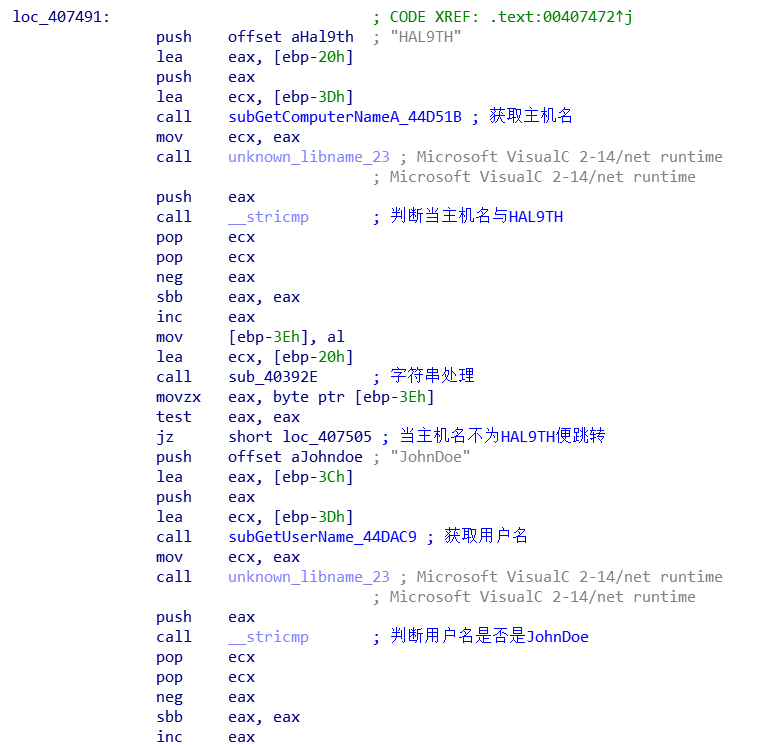 loc_407491: ; CODE XREF: .text:00407472↑j
push offset aHal9th ; "HAL9TH"
lea eax, [ebp-20h]
push eax
lea ecx, [ebp-3Dh]
call subGetComputerNameA_44D51B ; 获取主机名
mov ecx, eax
call unknown_libname_23 ; Microsoft VisualC 2-14/net runtime
; Microsoft VisualC 2-14/net runtime
push eax
call __stricmp ; 判断当主机名与HAL9TH
pop ecx
pop ecx
neg eax
sbb eax, eax
inc eax
mov [ebp-3Eh], al
lea ecx, [ebp-20h]
call sub_40392E ; 字符串处理
movzx eax, byte ptr [ebp-3Eh]
test eax, eax
jz short loc_407505 ; 当主机名不为HAL9TH便跳转
push offset aJohndoe ; "JohnDoe"
lea eax, [ebp-3Ch]
push eax
lea ecx, [ebp-3Dh]
call subGetUserName_44DAC9 ; 获取用户名
mov ecx, eax
call unknown_libname_23 ; Microsoft VisualC 2-14/net runtime
; Microsoft VisualC 2-14/net runtime
push eax
call __stricmp ; 判断用户名是否是JohnDoe
pop ecx
pop ecx
neg eax
sbb eax, eax
inc eax